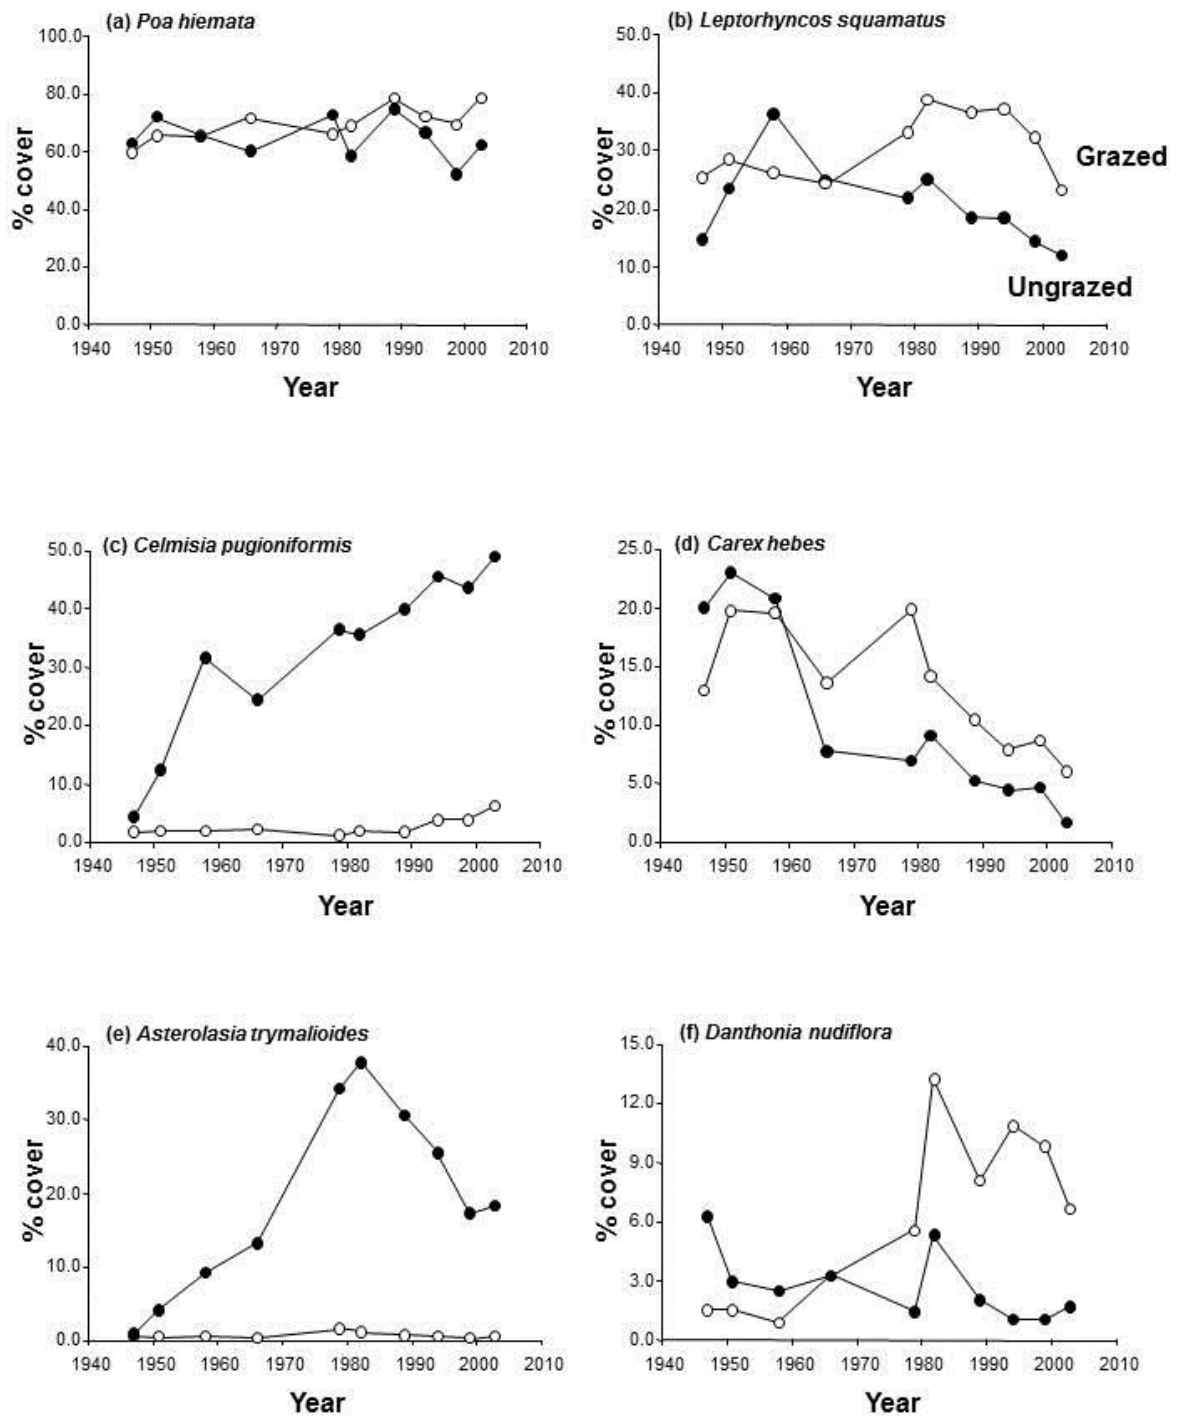 (a) Poa hiemata
100.0
80.0
60.0
40.0
20.0
0.0
% cover
1940 1950 1960 1970 1980 1990 2000 2010
Year
(b) Leptorhyncos squamatus
50.0
40.0
30.0
20.0
10.0
0.0
% cover
Grazed
Ungrazed
1940 1950 1960 1970 1980 1990 2000 2010
Year
(c) Celmisia pugioniformis
50.0
40.0
30.0
20.0
10.0
0.0
% cover
1940 1950 1960 1970 1980 1990 2000 2010
Year
(d) Carex hebes
25.0
20.0
15.0
10.0
5.0
0.0
% cover
1940 1950 1960 1970 1980 1990 2000 2010
Year
(e) Asterolasia trymalioides
40.0
30.0
20.0
10.0
0.0
% cover
1940 1950 1960 1970 1980 1990 2000 2010
Year
(f) Danthonia nudiflora
15.0
12.0
9.0
6.0
3.0
0.0
% cover
1940 1950 1960 1970 1980 1990 2000 2010
Year